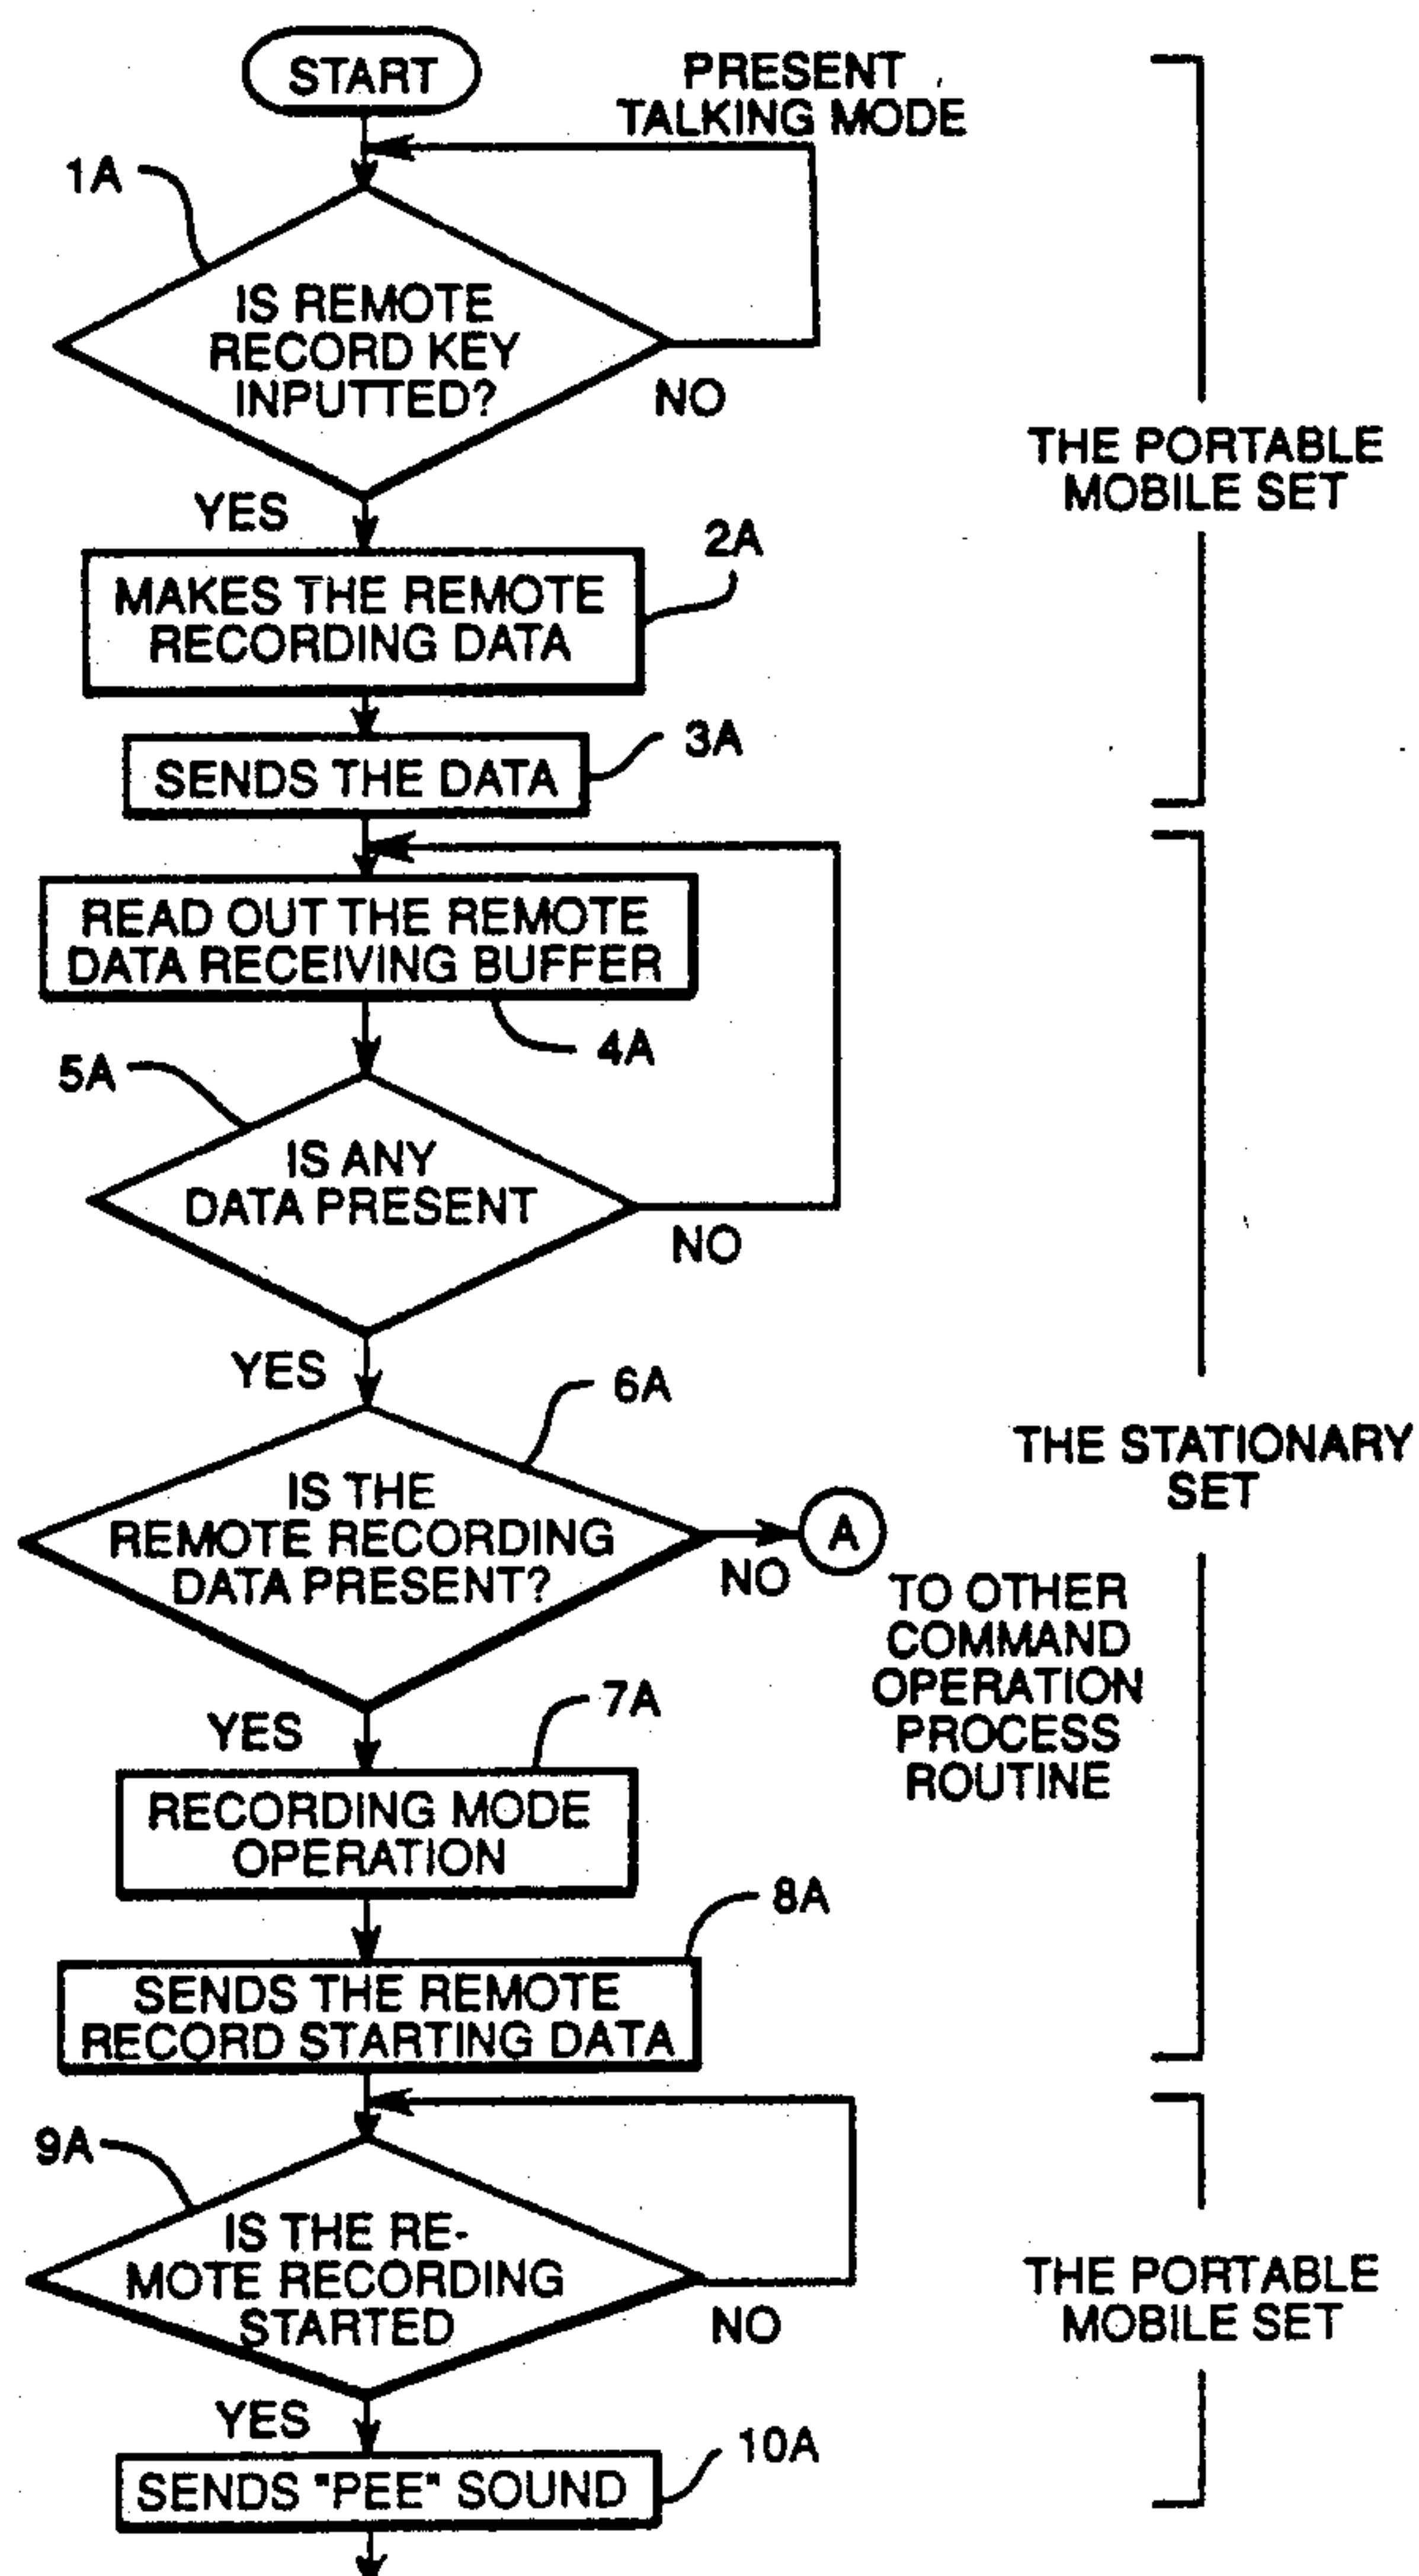 START
PRESENT
TALKING MODE
1A
IS REMOTE
RECORD KEY
INPUTTED?
NO
THE PORTABLE
MOBILE SET
YES
2A
MAKES THE REMOTE
RECORDING DATA
3A
SENDS THE DATA
READ OUT THE REMOTE
DATA RECEIVING BUFFER
4A
5A
IS ANY
DATA PRESENT
NO
YES
6A
THE STATIONARY
SET
IS THE
REMOTE RECORDING
DATA PRESENT?
NO
A
TO OTHER
COMMAND
OPERATION
PROCESS
ROUTINE
YES
7A
RECORDING MODE
OPERATION
8A
SENDS THE REMOTE
RECORD STARTING DATA
9A
IS THE RE-
MOTE RECORDING
STARTED
NO
THE PORTABLE
MOBILE SET
YES
10A
SENDS "PEE" SOUND